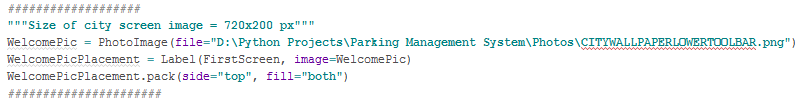 ###################
"""Size of city screen image = 720x200 px"""
WelcomePic = PhotoImage(file="D:\Python Projects\Parking Management System\Photos\CITYWALLPAPERLOWERTOOLBAR.png")
WelcomePicPlacement = Label(FirstScreen, image=WelcomePic)
WelcomePicPlacement.pack(side="top", fill="both")
######################